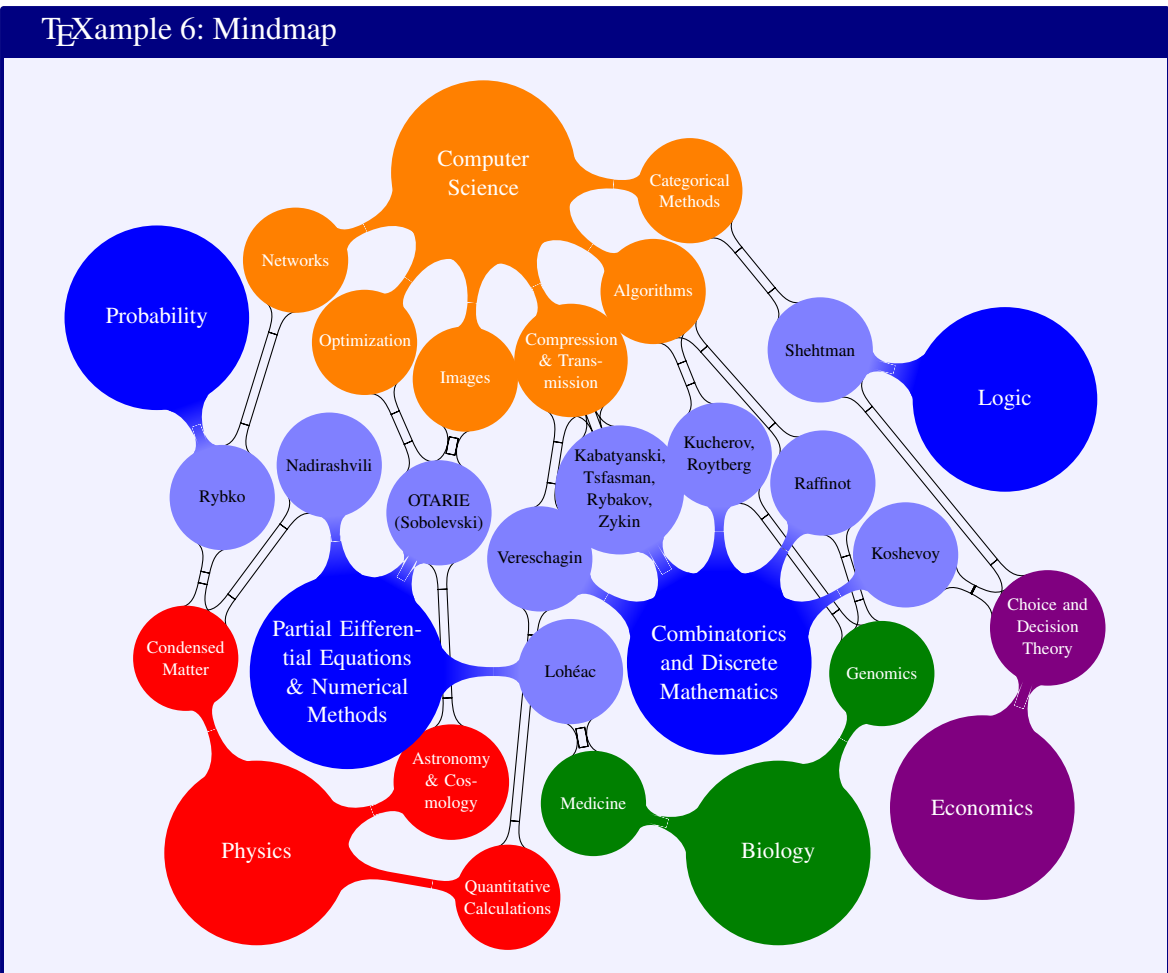 TEXample 6: Mindmap
Computer
Science
Categorical
Methods
Networks
Algorithms
Probability
Optimization
Images
Compression
& Trans-
mission
Shehtman
Logic
Nadirashvili
Rybko
OTARIE
(Sobolevski)
Kabatyanski,
Tsfasman,
Rybakov,
Zykin
Kucherov,
Roytberg
Raffinot
Vereschagin
Koshevoy
Choice and
Decision
Theory
Condensed
Matter
Partial Eifferen-
tial Equations
& Numerical
Methods
Lohéac
Combinatorics
and Discrete
Mathematics
Genomics
Astronomy
& Cos-
mology
Medicine
Economics
Physics
Biology
Quantitative
Calculations